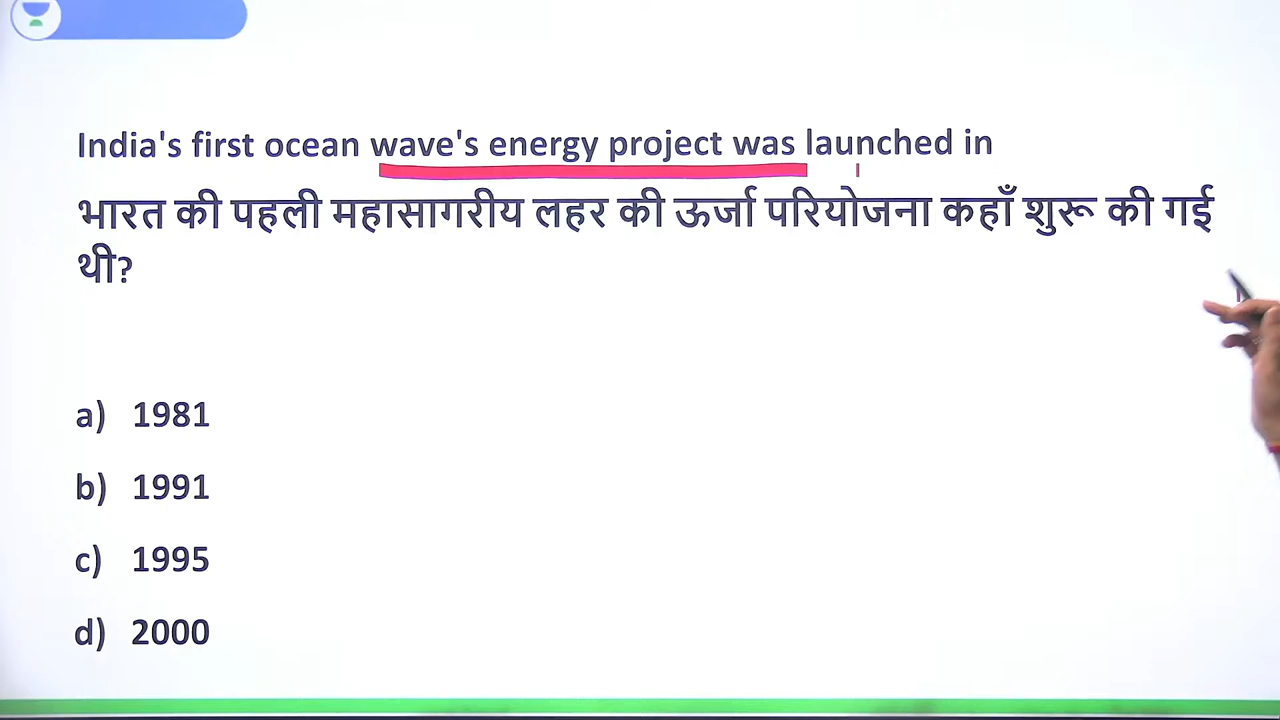 India's first ocean wave's energy project was launched in
भारत की पहली महासागरीय लहर की ऊर्जा परियोजना कहाँ शुरू की गई
थी?
a) 1981
b) 1991
c) 1995
d) 2000